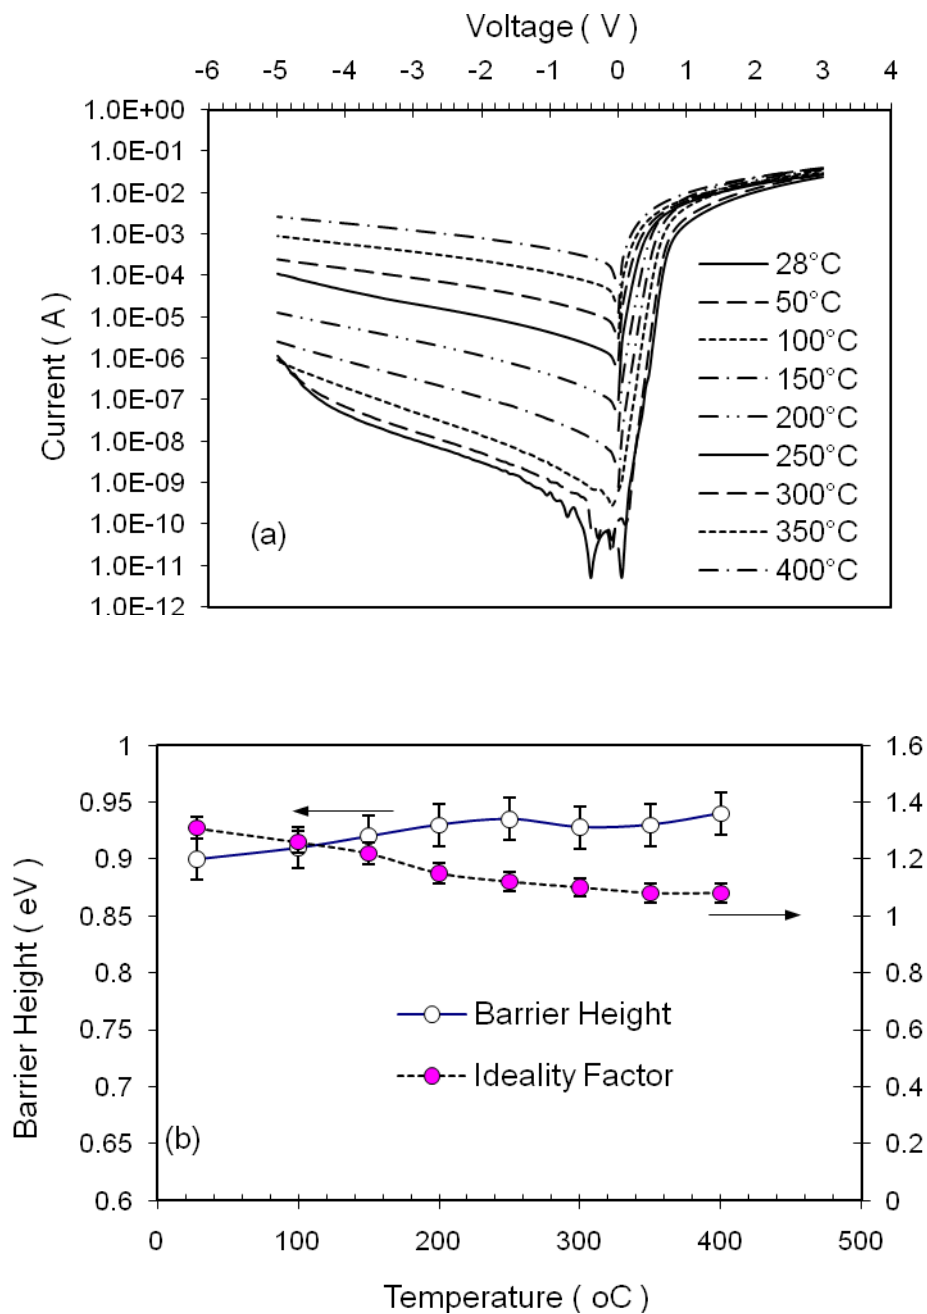 Voltage ( V )
-6 -5 -4 -3 -2 -1 0 1 2 3 4
1.0E+00
1.0E-01
1.0E-02
1.0E-03
1.0E-04
1.0E-05
1.0E-06
1.0E-07
1.0E-08
1.0E-09
1.0E-10
1.0E-11
1.0E-12
Current ( A )
28°C
50°C
100°C
150°C
200°C
250°C
300°C
350°C
400°C
(a)
1
0.95
0.9
0.85
0.8
0.75
0.7
0.65
0.6
Barrier Height ( eV )
Barrier Height
Ideality Factor
(b)
1.6
1.4
1.2
1
0.8
0.6
0.4
0.2
0
0 100 200 300 400 500
Temperature ( oC )